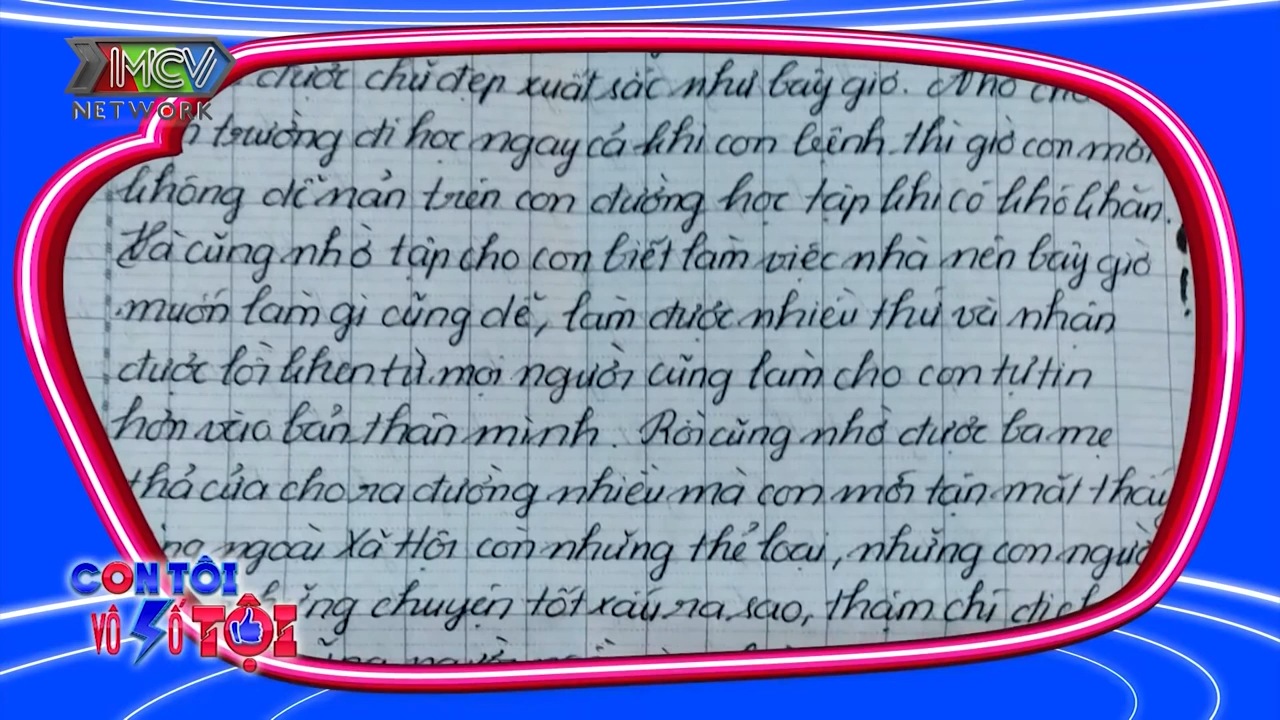 MCV
NETWORK
được chữ đẹp xuất sắc như bây giờ. Nhờ
trường đi học ngay cả khi con bệnh thì giờ con mới
không dễ nản trên con đường học tập khi có khó khăn.
Và cũng nhờ tập cho con biết làm việc nhà nên bây giờ
muốn làm gì cũng dễ, làm được nhiều thứ và nhận
được lời khen từ mọi người cũng làm cho con tự tin
hơn vào bản thân mình. Rồi cũng nhờ được ba mẹ
thả cửa cho ra đường nhiều mà con mới tận mắt thấy
ngoài Xã Hội còn những thể loại, những con người
chuyện tốt xấu ra sao, thậm chí
CON TÔI
VÔ SỐ TỘI